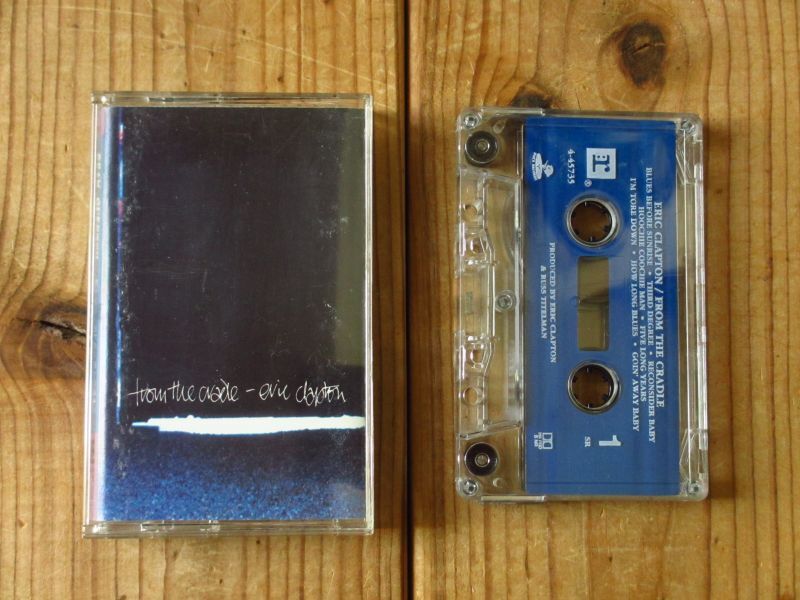 from the cradle - eric clapton
R
®
4-45735
ERIC CLAPTON / FROM THE CRADLE
BLUES BEFORE SUNRISE • THIRD DEGREE • RECONSIDER BABY
HOOCHIE COOCHIE MAN • FIVE LONG YEARS
I'M TORE DOWN • HOW LONG BLUES • GOIN' AWAY BABY
PRODUCED BY ERIC CLAPTON
& RUSS TITELMAN
1
SR